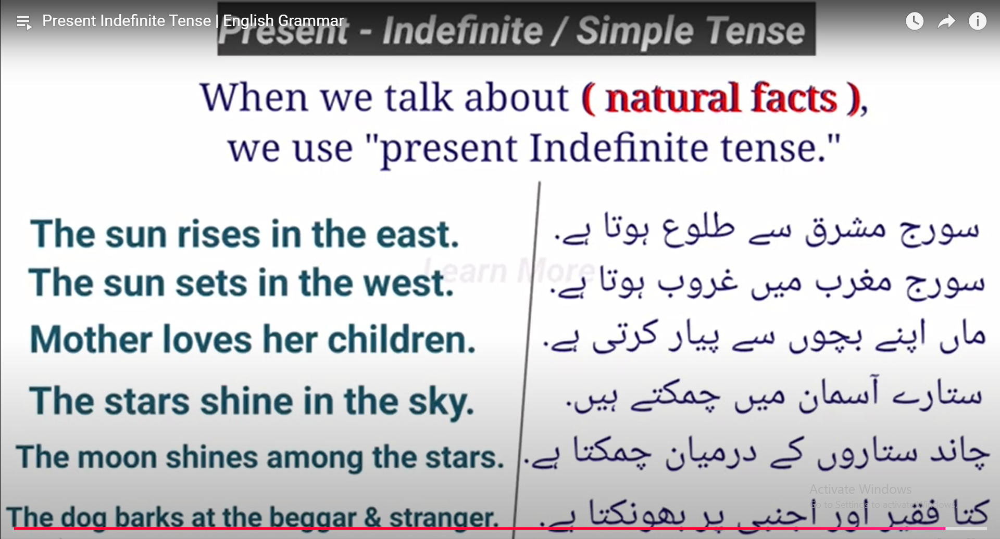 Present Indefinite Tense | English Grammar
Present - Indefinite / Simple Tense
When we talk about ( natural facts ),
we use "present Indefinite tense."
The sun rises in the east.
سورج مشرق سے طلوع ہوتا ہے.
Learn More
The sun sets in the west.
سورج مغرب میں غروب ہوتا ہے.
Mother loves her children.
ماں اپنے بچوں سے پیار کرتی ہے.
The stars shine in the sky.
ستارے آسمان میں چمکتے ہیں.
The moon shines among the stars.
چاند ستاروں کے درمیان چمکتا ہے.
Activate Windows
Go to Settings to activate Windows.
The dog barks at the beggar & stranger.
کتا فقیر اور اجنبی پر بھونکتا ہے.